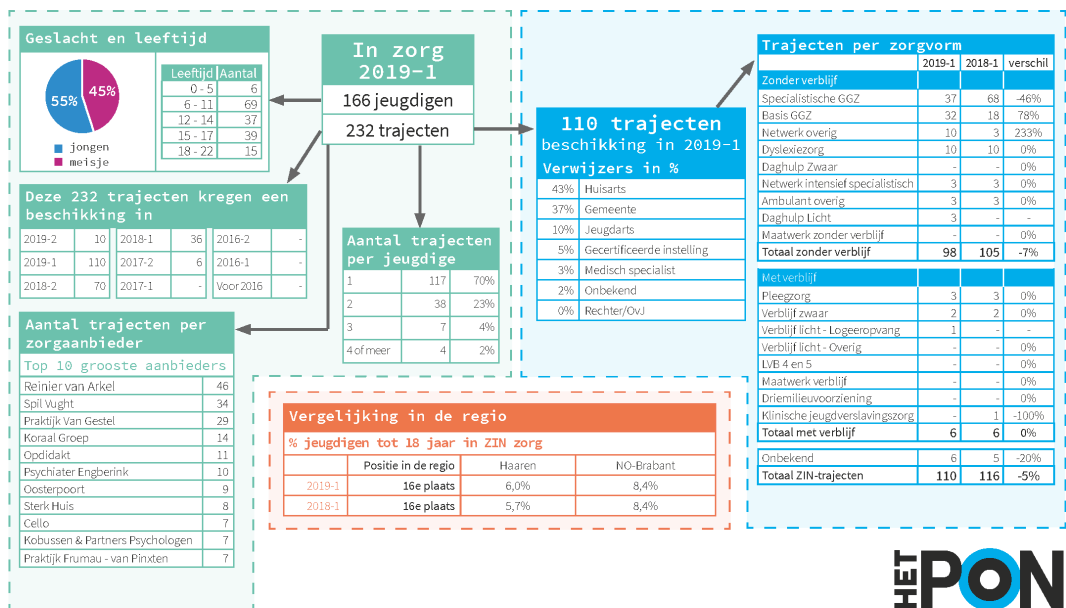 Geslacht en leeftijd
55%
45%
jongen
meisje
Leeftijd Aantal
0 - 5 6
6 - 11 69
12 - 14 37
15 - 17 39
18 - 22 15
In zorg
2019-1
166 jeugdigen
232 trajecten
Deze 232 trajecten kregen een
beschikking in
2019-2 10 2018-1 36 2016-2 -
2019-1 110 2017-2 6 2016-1 -
2018-2 70 2017-1 - Voor 2016 -
Aantal trajecten
per jeugdige
1 117 70%
2 38 23%
3 7 4%
4 of meer 4 2%
Aantal trajecten per
zorgaanbieder
Top 10 grooste aanbieders
Reinier van Arkel 46
Spil Vught 34
Praktijk Van Gestel 29
Koraal Groep 14
Opdidakt 11
Psychiater Engberink 10
Oosterpoort 9
Sterk Huis 8
Cello 7
Kobussen & Partners Psychologen 7
Praktijk Frumau - van Pinxten 7
110 trajecten
beschikking in 2019-1
Verwijzers in %
43% Huisarts
37% Gemeente
10% Jeugdarts
5% Gecertificeerde instelling
3% Medisch specialist
2% Onbekend
0% Rechter/OvJ
Trajecten per zorgvorm
2019-1 2018-1 verschil
Zonder verblijf
Specialistische GGZ 37 68 -46%
Basis GGZ 32 18 78%
Netwerk overig 10 3 233%
Dyslexiezorg 10 10 0%
Daghulp Zwaar - - 0%
Netwerk intensief specialistisch 3 3 0%
Ambulant overig 3 3 0%
Daghulp Licht 3 - -
Maatwerk zonder verblijf - - 0%
Totaal zonder verblijf 98 105 -7%
Met verblijf
Pleegzorg 3 3 0%
Verblijf zwaar 2 2 0%
Verblijf licht - Logeeropvang 1 - -
Verblijf licht - Overig - - 0%
LVB 4 en 5 - - 0%
Maatwerk verblijf - - 0%
Driemilieuvoorziening - - 0%
Klinische jeugdverslavingszorg - 1 -100%
Totaal met verblijf 6 6 0%
Onbekend 6 5 -20%
Totaal ZIN-trajecten 110 116 -5%
Vergelijking in de regio
% jeugdigen tot 18 jaar in ZIN zorg
Positie in de regio Haaren NO-Brabant
2019-1 16e plaats 6,0% 8,4%
2018-1 16e plaats 5,7% 8,4%
HET PON